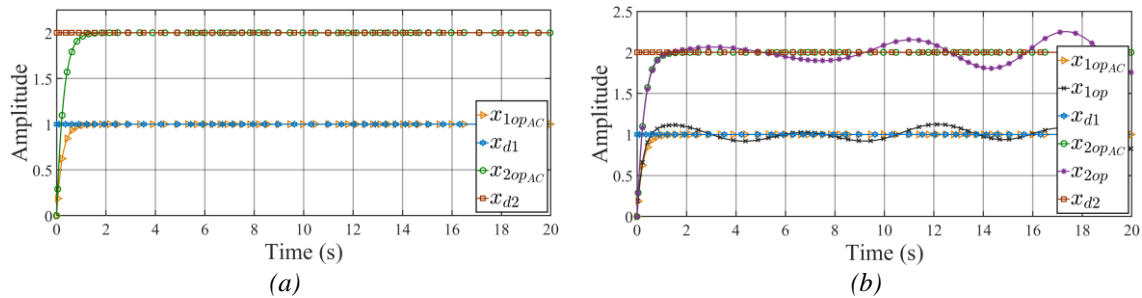 2
1.5
1
0.5
0
Amplitude
0 2 4 6 8 10 12 14 16 18 20
Time (s)
x1opAC
xd1
x2opAC
xd2
(a)
2.5
2
1.5
1
0.5
0
Amplitude
0 2 4 6 8 10 12 14 16 18 20
Time (s)
x1opAC
x1op
xd1
x2opAC
x2op
xd2
(b)